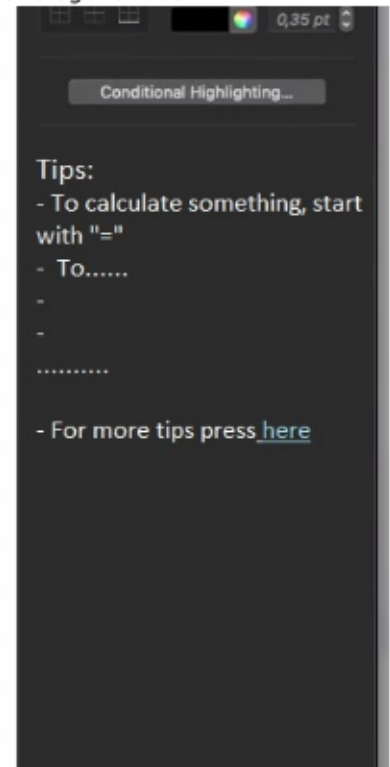 0,35 pt
Conditional Highlighting...
Tips:
- To calculate something, start
with "="
- To......
-
-
..........
- For more tips press here